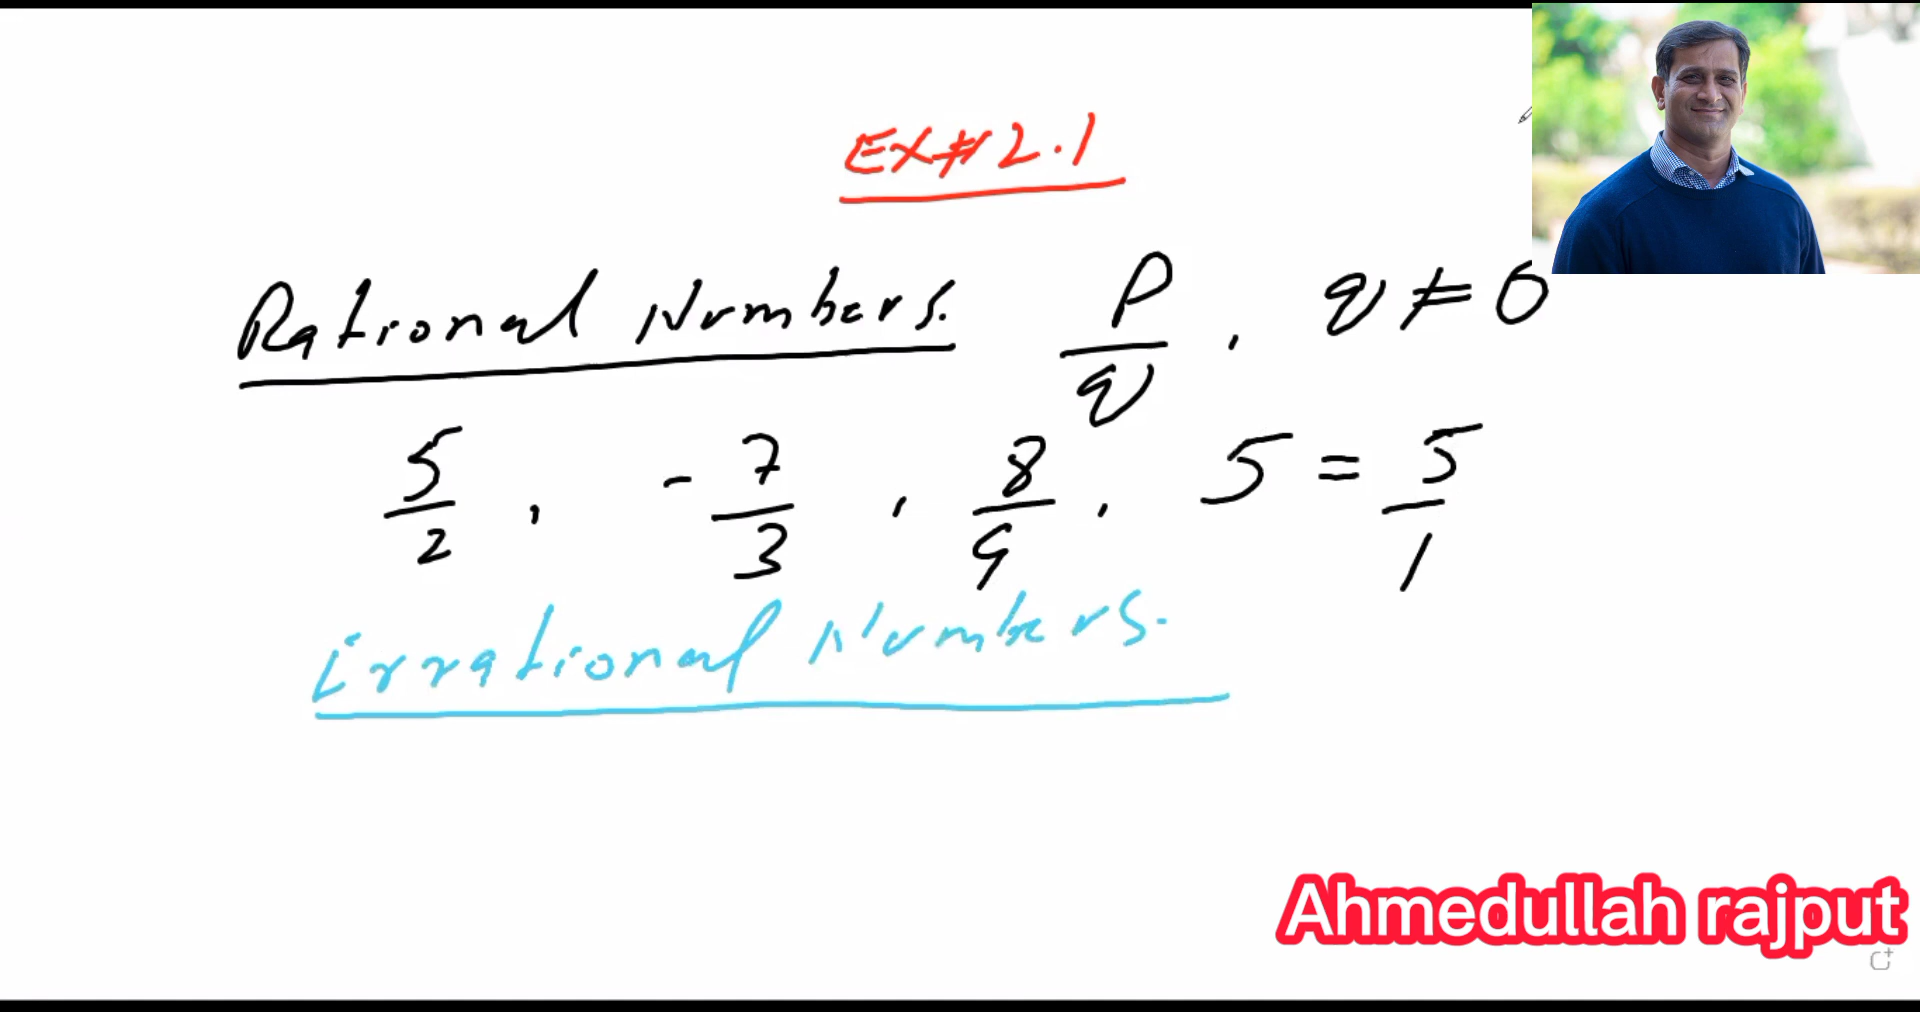 EX#2.1
Rational Numbers. P/q, q≠0
5/2, -7/3, 8/9, 5=5/1
irrational Numbers.
Ahmedullah rajput